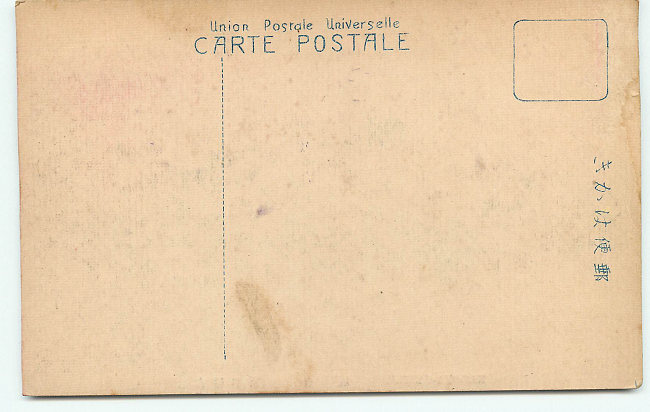 Union Postale Universelle
CARTE POSTALE
郵便はがき